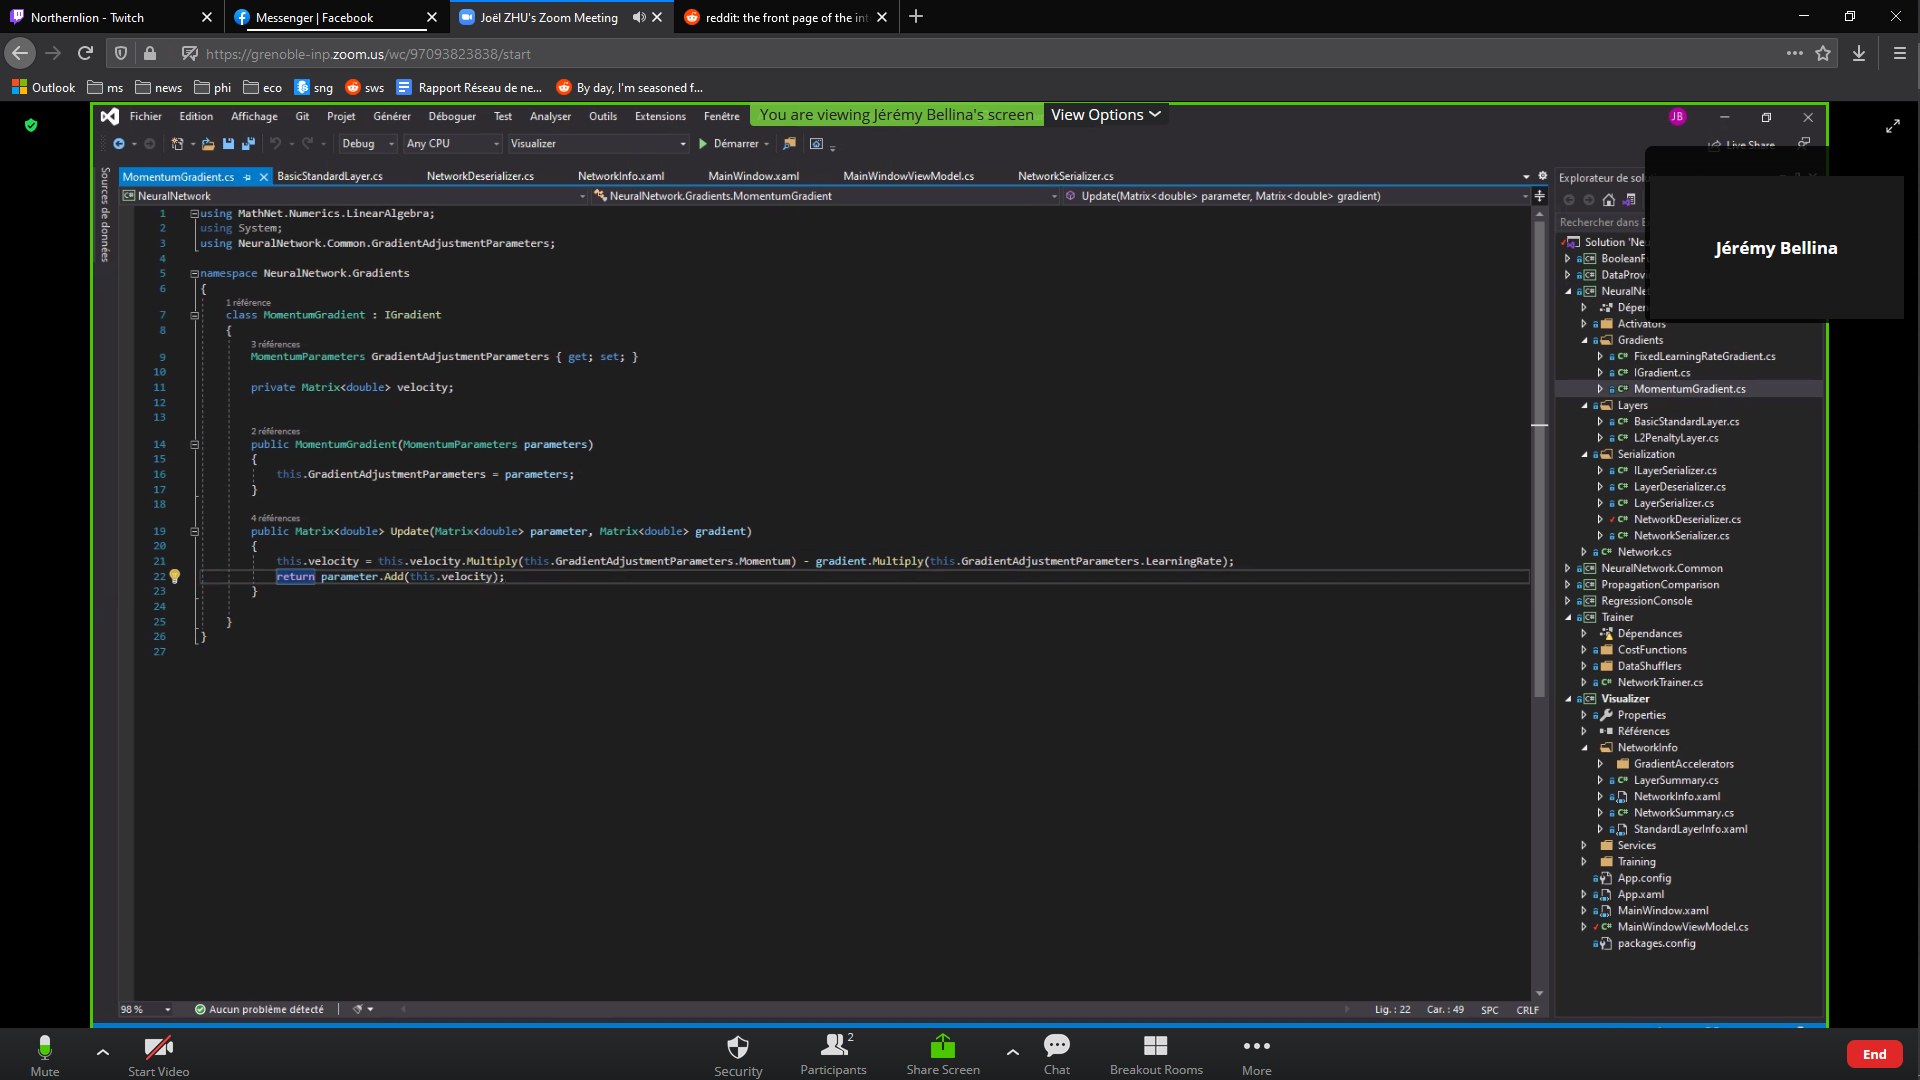 Northernlion - Twitch
Messenger | Facebook
Joël ZHU's Zoom Meeting
reddit: the front page of the int
https://grenoble-inp.zoom.us/wc/97093823838/start
Outlook ms news phi eco sng sws Rapport Réseau de ne... By day, I'm seasoned f...
Fichier Edition Affichage Git Projet Générer Déboguer Test Analyser Outils Extensions Fenêtre
You are viewing Jérémy Bellina's screen View Options
JB
Debug Any CPU Visualizer Démarrer
Live Share
Sources de données
MomentumGradient.cs BasicStandardLayer.cs NetworkDeserializer.cs NetworkInfo.xaml MainWindow.xaml MainWindowViewModel.cs NetworkSerializer.cs
NeuralNetwork NeuralNetwork.Gradients.MomentumGradient Update(Matrix<double> parameter, Matrix<double> gradient)
1 using MathNet.Numerics.LinearAlgebra;
2 using System;
3 using NeuralNetwork.Common.GradientAdjustmentParameters;
4
5 namespace NeuralNetwork.Gradients
6 {
1 référence
7 class MomentumGradient : IGradient
8 {
3 références
9 MomentumParameters GradientAdjustmentParameters { get; set; }
10
11 private Matrix<double> velocity;
12
13
2 références
14 public MomentumGradient(MomentumParameters parameters)
15 {
16 this.GradientAdjustmentParameters = parameters;
17 }
18
4 références
19 public Matrix<double> Update(Matrix<double> parameter, Matrix<double> gradient)
20 {
21 this.velocity = this.velocity.Multiply(this.GradientAdjustmentParameters.Momentum) - gradient.Multiply(this.GradientAdjustmentParameters.LearningRate);
22 return parameter.Add(this.velocity);
23 }
24
25 }
26 }
27
Explorateur de solu
Rechercher dans
Solution 'Neu
BooleanFu
DataProvi
NeuralNet
Dépen
Activators
Gradients
FixedLearningRateGradient.cs
IGradient.cs
MomentumGradient.cs
Layers
BasicStandardLayer.cs
L2PenaltyLayer.cs
Serialization
ILayerSerializer.cs
LayerDeserializer.cs
LayerSerializer.cs
NetworkDeserializer.cs
NetworkSerializer.cs
Network.cs
NeuralNetwork.Common
PropagationComparison
RegressionConsole
Trainer
Dépendances
CostFunctions
DataShufflers
NetworkTrainer.cs
Visualizer
Properties
Références
NetworkInfo
GradientAccelerators
LayerSummary.cs
NetworkInfo.xaml
NetworkSummary.cs
StandardLayerInfo.xaml
Services
Training
App.config
App.xaml
MainWindow.xaml
MainWindowViewModel.cs
packages.config
Jérémy Bellina
98 % Aucun problème détecté Lig. : 22 Car. : 49 SPC CRLF
Mute Start Video Security Participants 2 Share Screen Chat Breakout Rooms More End